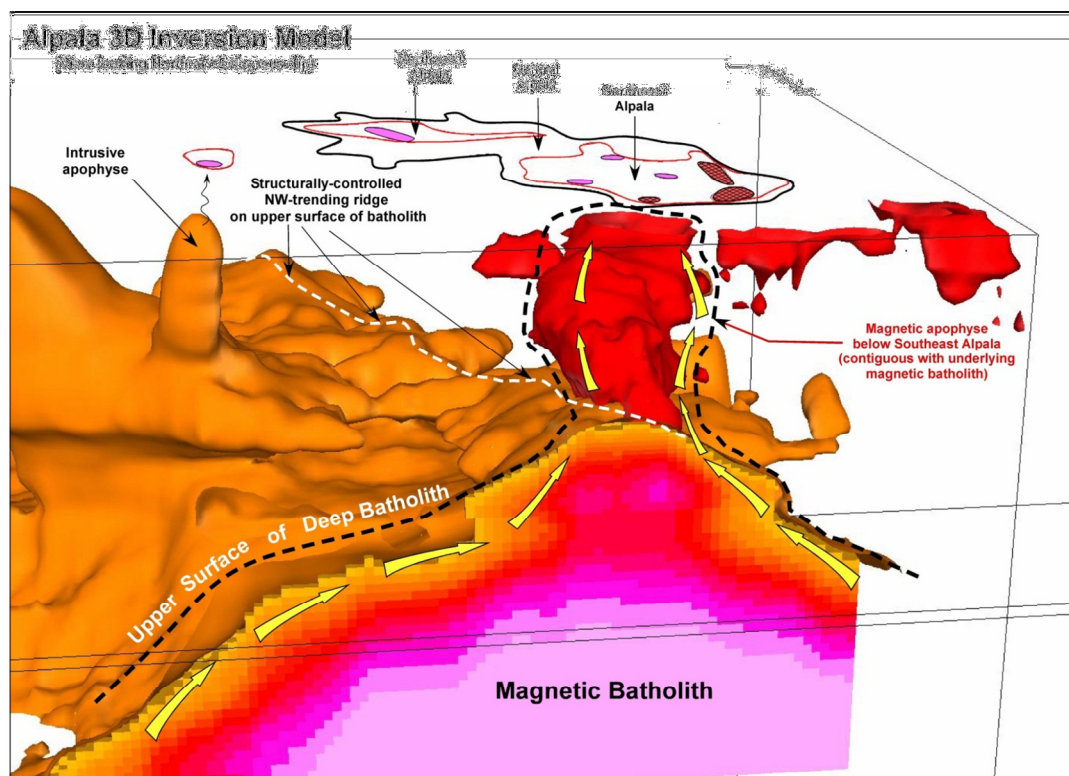 Alpala 3D Inversion Model
Alpala
Intrusive
apophyse
Structurally-controlled
NW-trending ridge
on upper surface of batholith
Magnetic apophyse
below Southeast Alpala
(contiguous with underlying
magnetic batholith)
Upper Surface of Deep Batholith
Magnetic Batholith